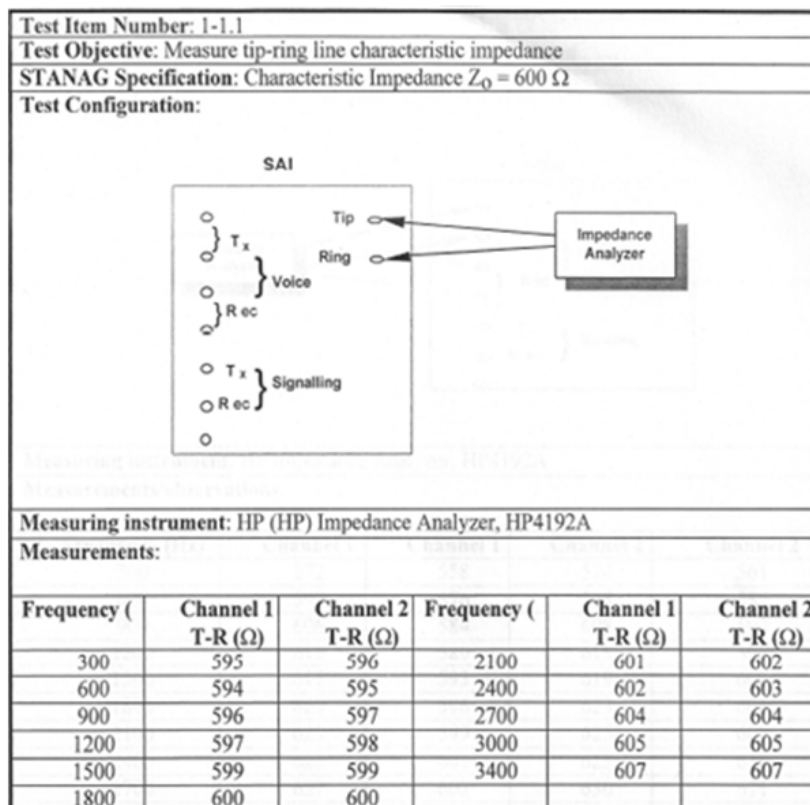 Test Item Number: 1-1.1
Test Objective: Measure tip-ring line characteristic impedance
STANAG Specification: Characteristic Impedance Zo = 600 Ω
Test Configuration:
SAI
Tip
Ring
Impedance
Analyzer
Tx
Voice
R ec
Tx
Signalling
R ec
Measuring instrument: HP (HP) Impedance Analyzer, HP4192A
Measurements:
Frequency ( Channel 1 Channel 2 Frequency ( Channel 1 Channel 2
T-R (Ω) T-R (Ω) T-R (Ω) T-R (Ω)
300 595 596 2100 601 602
600 594 595 2400 602 603
900 596 597 2700 604 604
1200 597 598 3000 605 605
1500 599 599 3400 607 607
1800 600 600